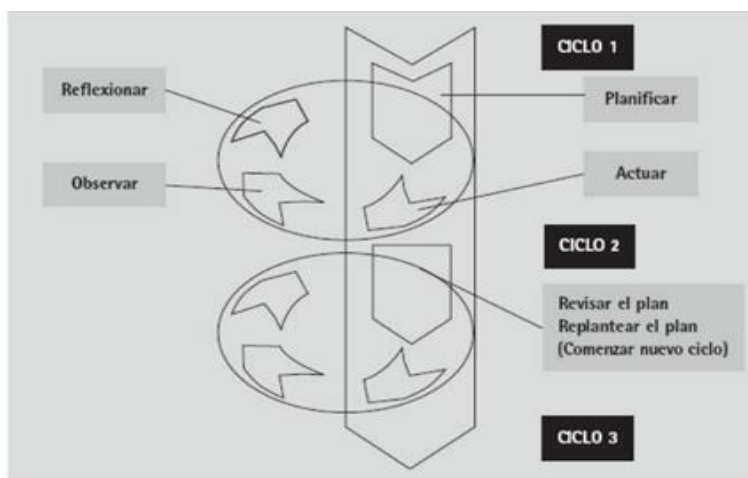 CICLO 1
Reflexionar
Planificar
Observar
Actuar
CICLO 2
Revisar el plan
Replantear el plan
(Comenzar nuevo ciclo)
CICLO 3